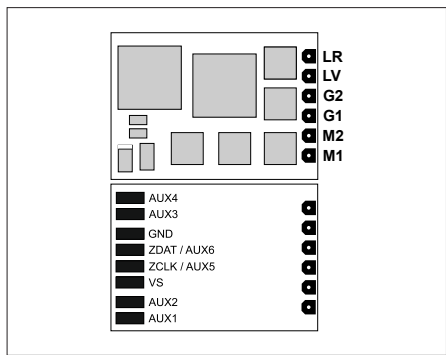 LR
LV
G2
G1
M2
M1
AUX4
AUX3
GND
ZDAT / AUX6
ZCLK / AUX5
VS
AUX2
AUX1